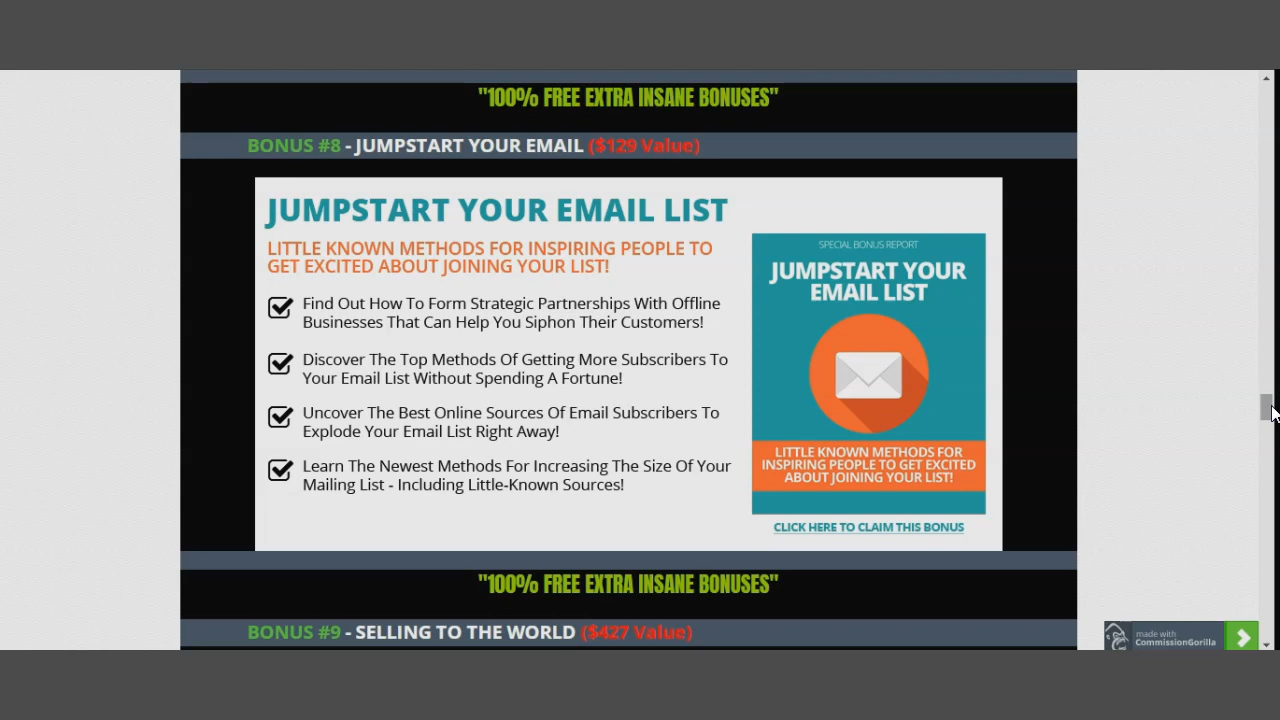 "100% FREE EXTRA INSANE BONUSES"
BONUS #8 - JUMPSTART YOUR EMAIL ($129 Value)
JUMPSTART YOUR EMAIL LIST
LITTLE KNOWN METHODS FOR INSPIRING PEOPLE TO
GET EXCITED ABOUT JOINING YOUR LIST!
Find Out How To Form Strategic Partnerships With Offline
Businesses That Can Help You Siphon Their Customers!
Discover The Top Methods Of Getting More Subscribers To
Your Email List Without Spending A Fortune!
Uncover The Best Online Sources Of Email Subscribers To
Explode Your Email List Right Away!
Learn The Newest Methods For Increasing The Size Of Your
Mailing List - Including Little-Known Sources!
SPECIAL BONUS REPORT
JUMPSTART YOUR
EMAIL LIST
LITTLE KNOWN METHODS FOR
INSPIRING PEOPLE TO GET EXCITED
ABOUT JOINING YOUR LIST!
CLICK HERE TO CLAIM THIS BONUS
"100% FREE EXTRA INSANE BONUSES"
BONUS #9 - SELLING TO THE WORLD ($427 Value)
made with
CommissionGorilla